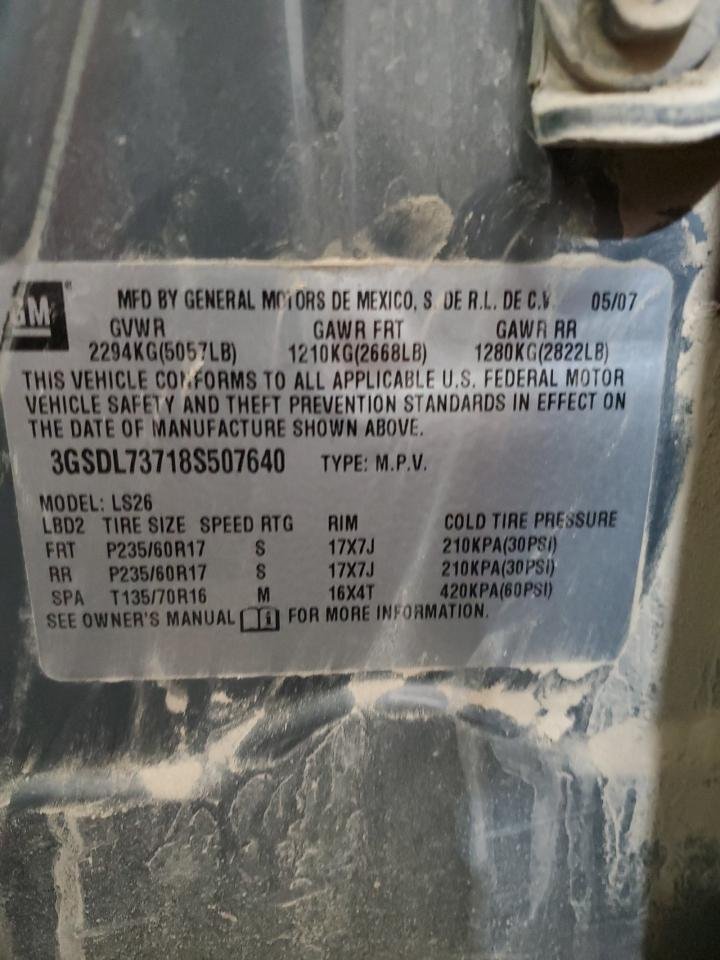 GM® MFD BY GENERAL MOTORS DE MEXICO, S. DE R.L. DE C.V. 05/07
GVWR GAWR FRT GAWR RR
2294KG(5057LB) 1210KG(2668LB) 1280KG(2822LB)
THIS VEHICLE CONFORMS TO ALL APPLICABLE U.S. FEDERAL MOTOR
VEHICLE SAFETY AND THEFT PREVENTION STANDARDS IN EFFECT ON
THE DATE OF MANUFACTURE SHOWN ABOVE.
3GSDL73718S507640 TYPE: M.P.V.
MODEL: LS26
LBD2 TIRE SIZE SPEED RTG RIM COLD TIRE PRESSURE
FRT P235/60R17 S 17X7J 210KPA(30PSI)
RR P235/60R17 S 17X7J 210KPA(30PSI)
SPA T135/70R16 M 16X4T 420KPA(60PSI)
SEE OWNER'S MANUAL FOR MORE INFORMATION.